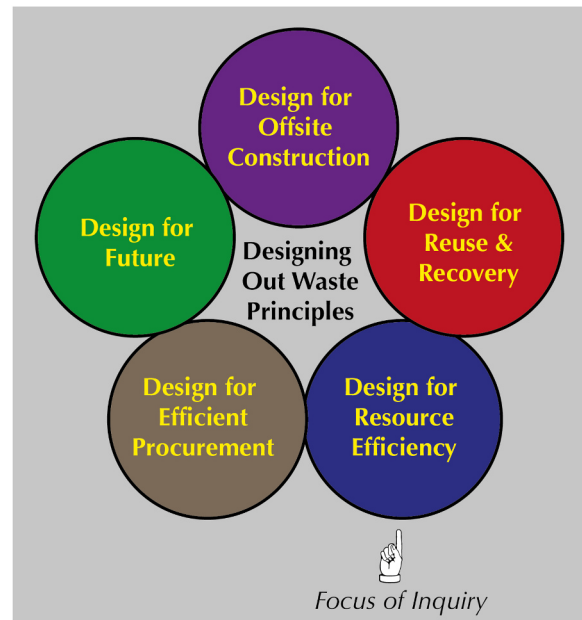 Design for
Offsite
Construction
Design for
Future
Design for
Reuse &
Recovery
Designing
Out Waste
Principles
Design for
Efficient
Procurement
Design for
Resource
Efficiency
Focus of Inquiry